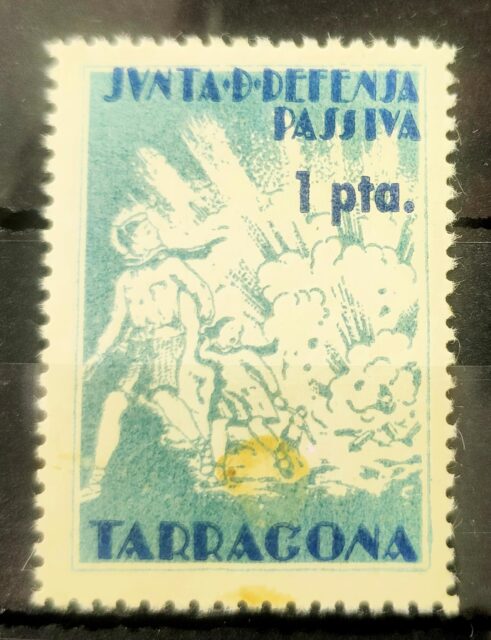 JVNTA·D·DEFENSA
PASSIVA
1 pta.
TARRAGONA